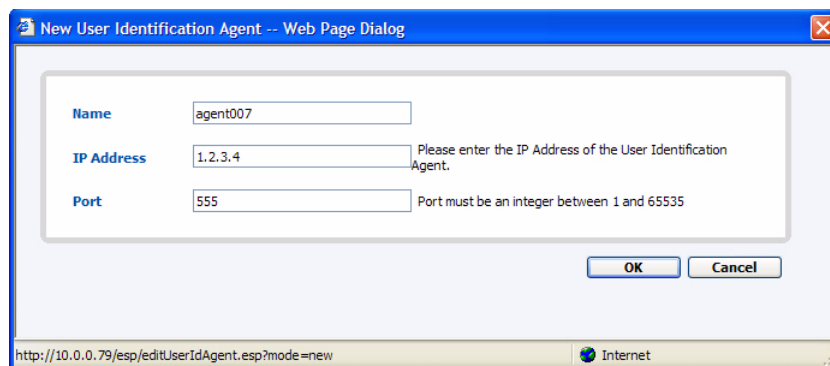 New User Identification Agent -- Web Page Dialog
Name agent007
IP Address 1.2.3.4 Please enter the IP Address of the User Identification
Agent.
Port 555 Port must be an integer between 1 and 65535
OK Cancel
http://10.0.0.79/esp/editUserIdAgent.esp?mode=new Internet